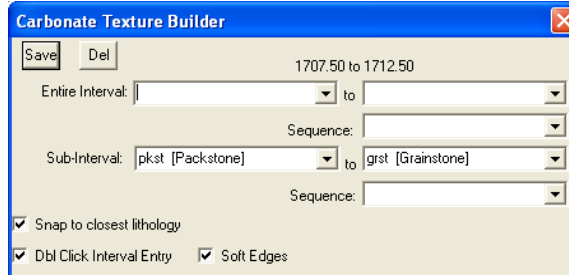 Carbonate Texture Builder
Save Del 1707.50 to 1712.50
Entire Interval: to
Sequence:
Sub-Interval: pkst [Packstone] to grst [Grainstone]
Sequence:
Snap to closest lithology
Dbl Click Interval Entry Soft Edges